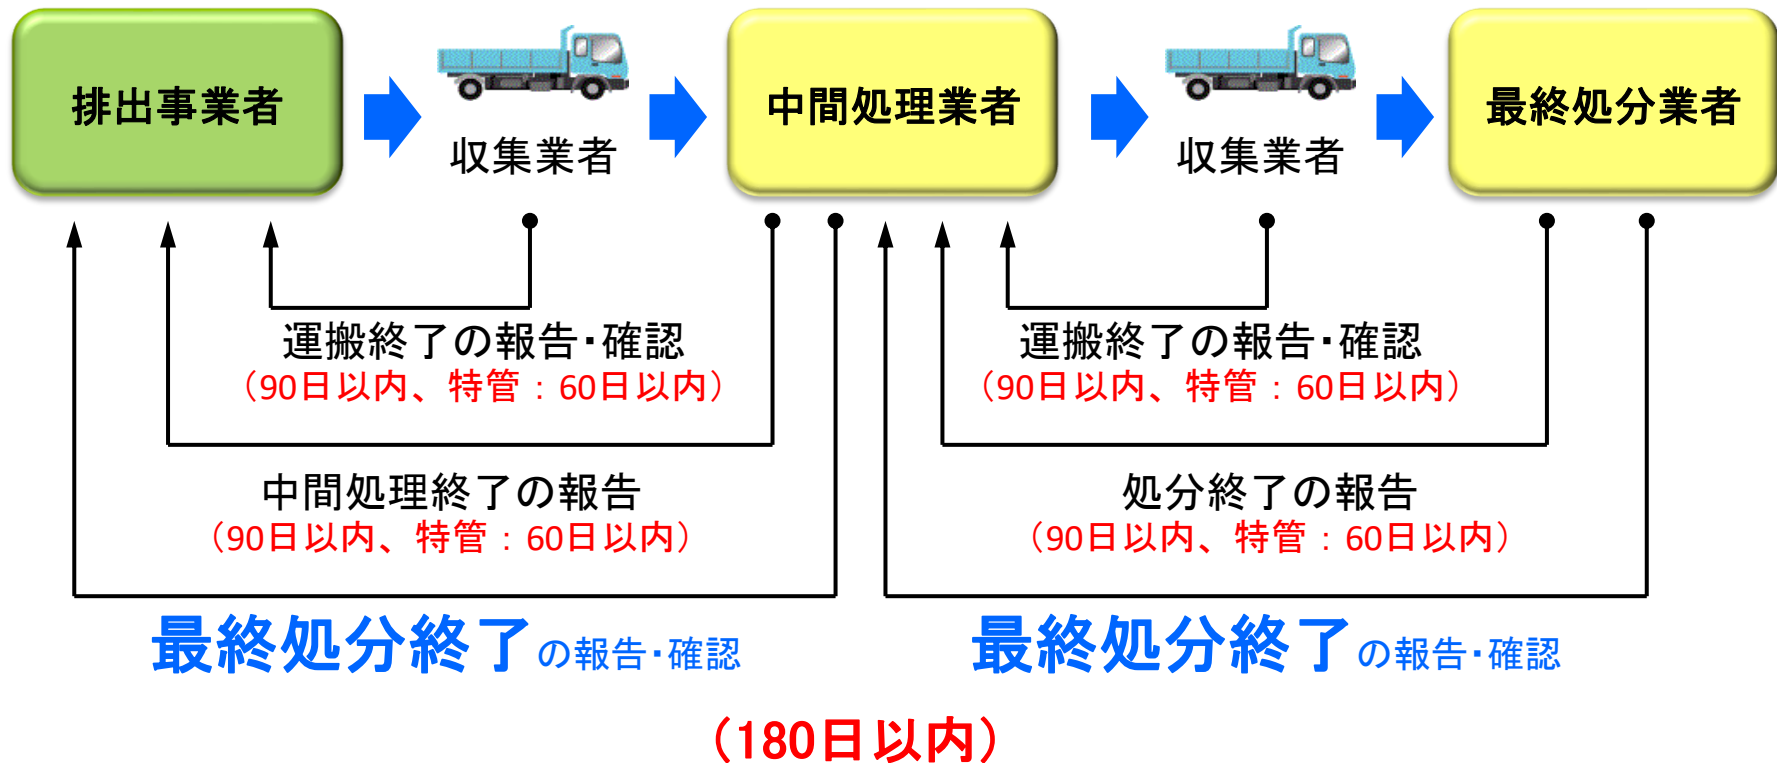 排出事業者
収集業者
中間処理業者
収集業者
最終処分業者
運搬終了の報告・確認
（90日以内、特管：60日以内）
運搬終了の報告・確認
（90日以内、特管：60日以内）
中間処理終了の報告
（90日以内、特管：60日以内）
処分終了の報告
（90日以内、特管：60日以内）
最終処分終了の報告・確認
最終処分終了の報告・確認
（180日以内）